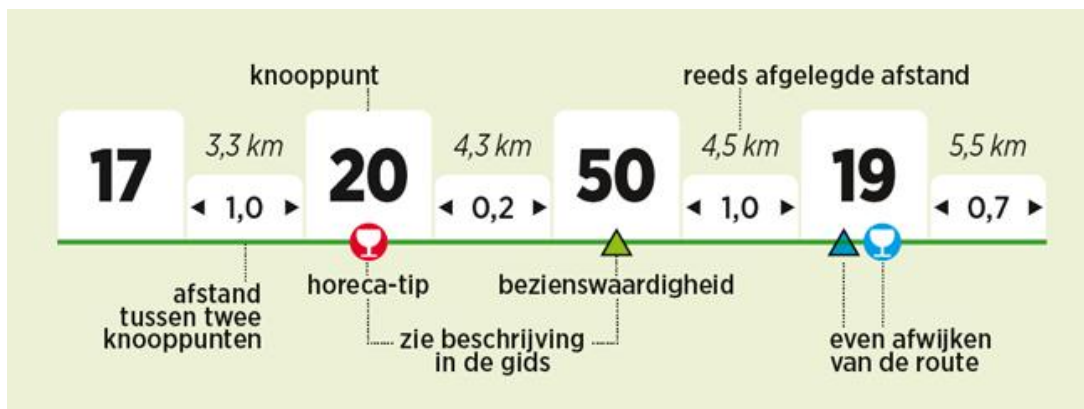 knooppunt
reeds afgelegde afstand
17 3,3 km 20 4,3 km 50 4,5 km 19 5,5 km
1,0 0,2 1,0 0,7
horeca-tip
bezienswaardigheid
afstand
tussen twee
knooppunten
zie beschrijving
in de gids
even afwijken
van de route